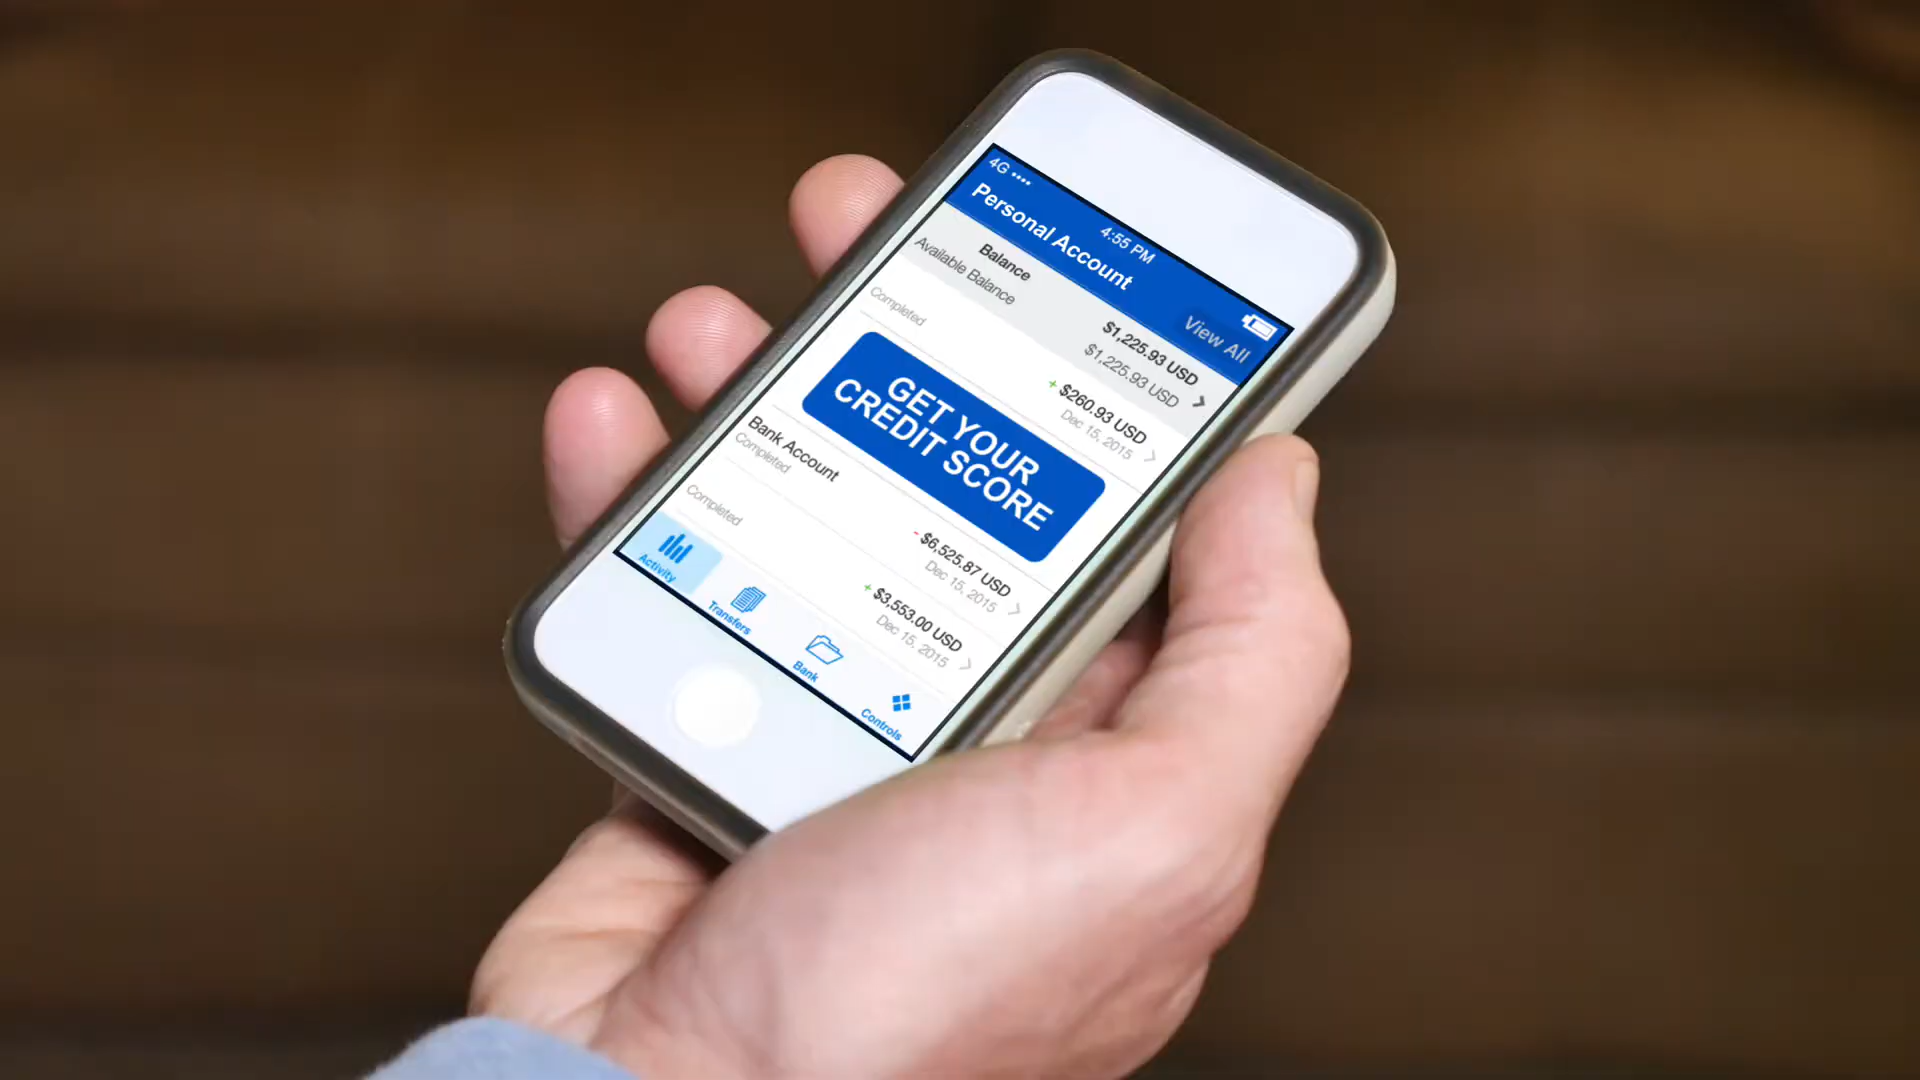 4G
4:55 PM
Personal Account
View All
Balance
$1,225.93 USD
Available Balance
$1,225.93 USD
+ $260.93 USD
Completed
Dec 15, 2015
GET YOUR
CREDIT SCORE
Bank Account
- $6,525.87 USD
Completed
Dec 15, 2015
+ $3,553.00 USD
Completed
Dec 15, 2015
Activity
Transfers
Bank
Controls